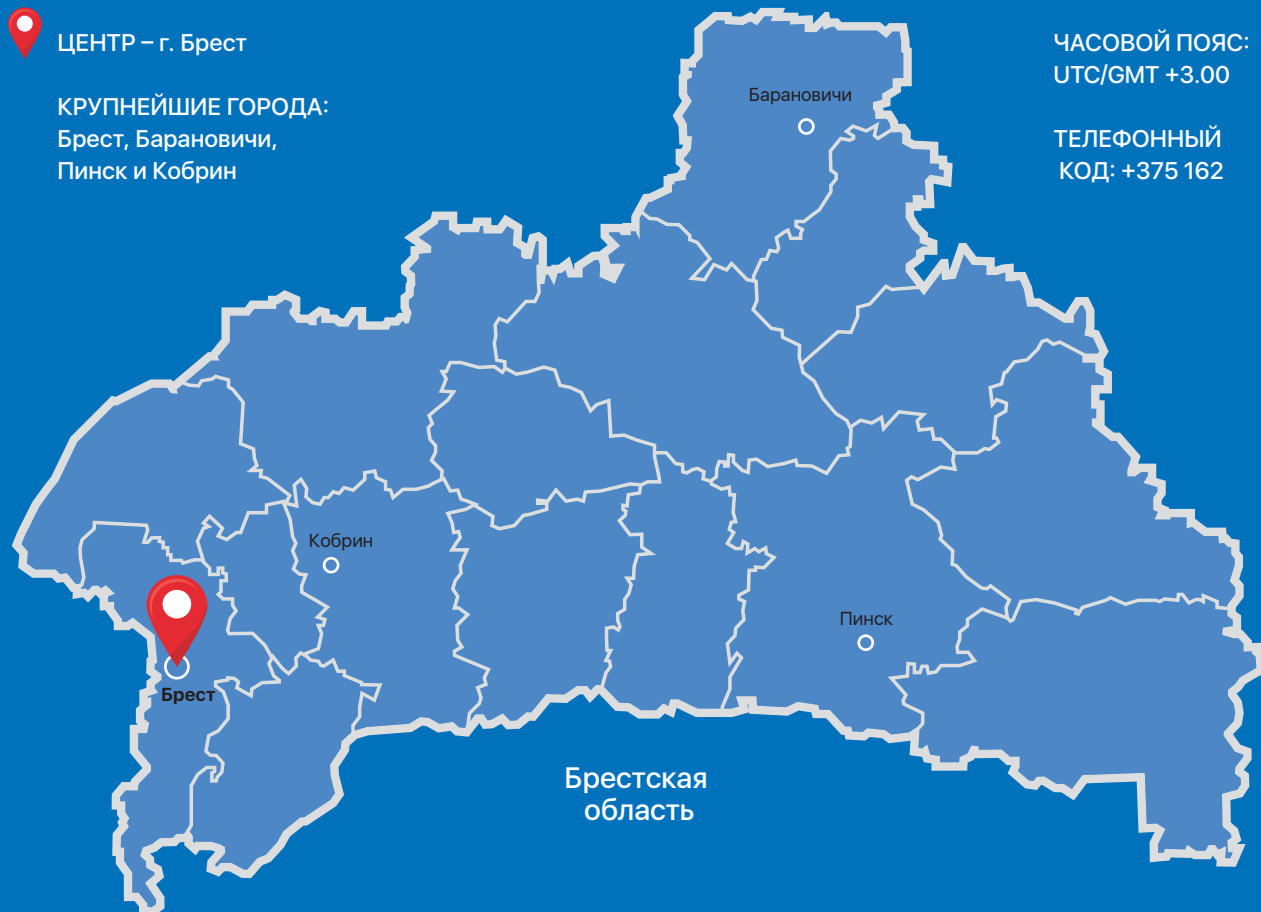 ЦЕНТР – г. Брест
КРУПНЕЙШИЕ ГОРОДА:
Брест, Барановичи,
Пинск и Кобрин
ЧАСОВОЙ ПОЯС:
UTC/GMT +3.00
ТЕЛЕФОННЫЙ
КОД: +375 162
Барановичи
Кобрин
Пинск
Брест
Брестская
область